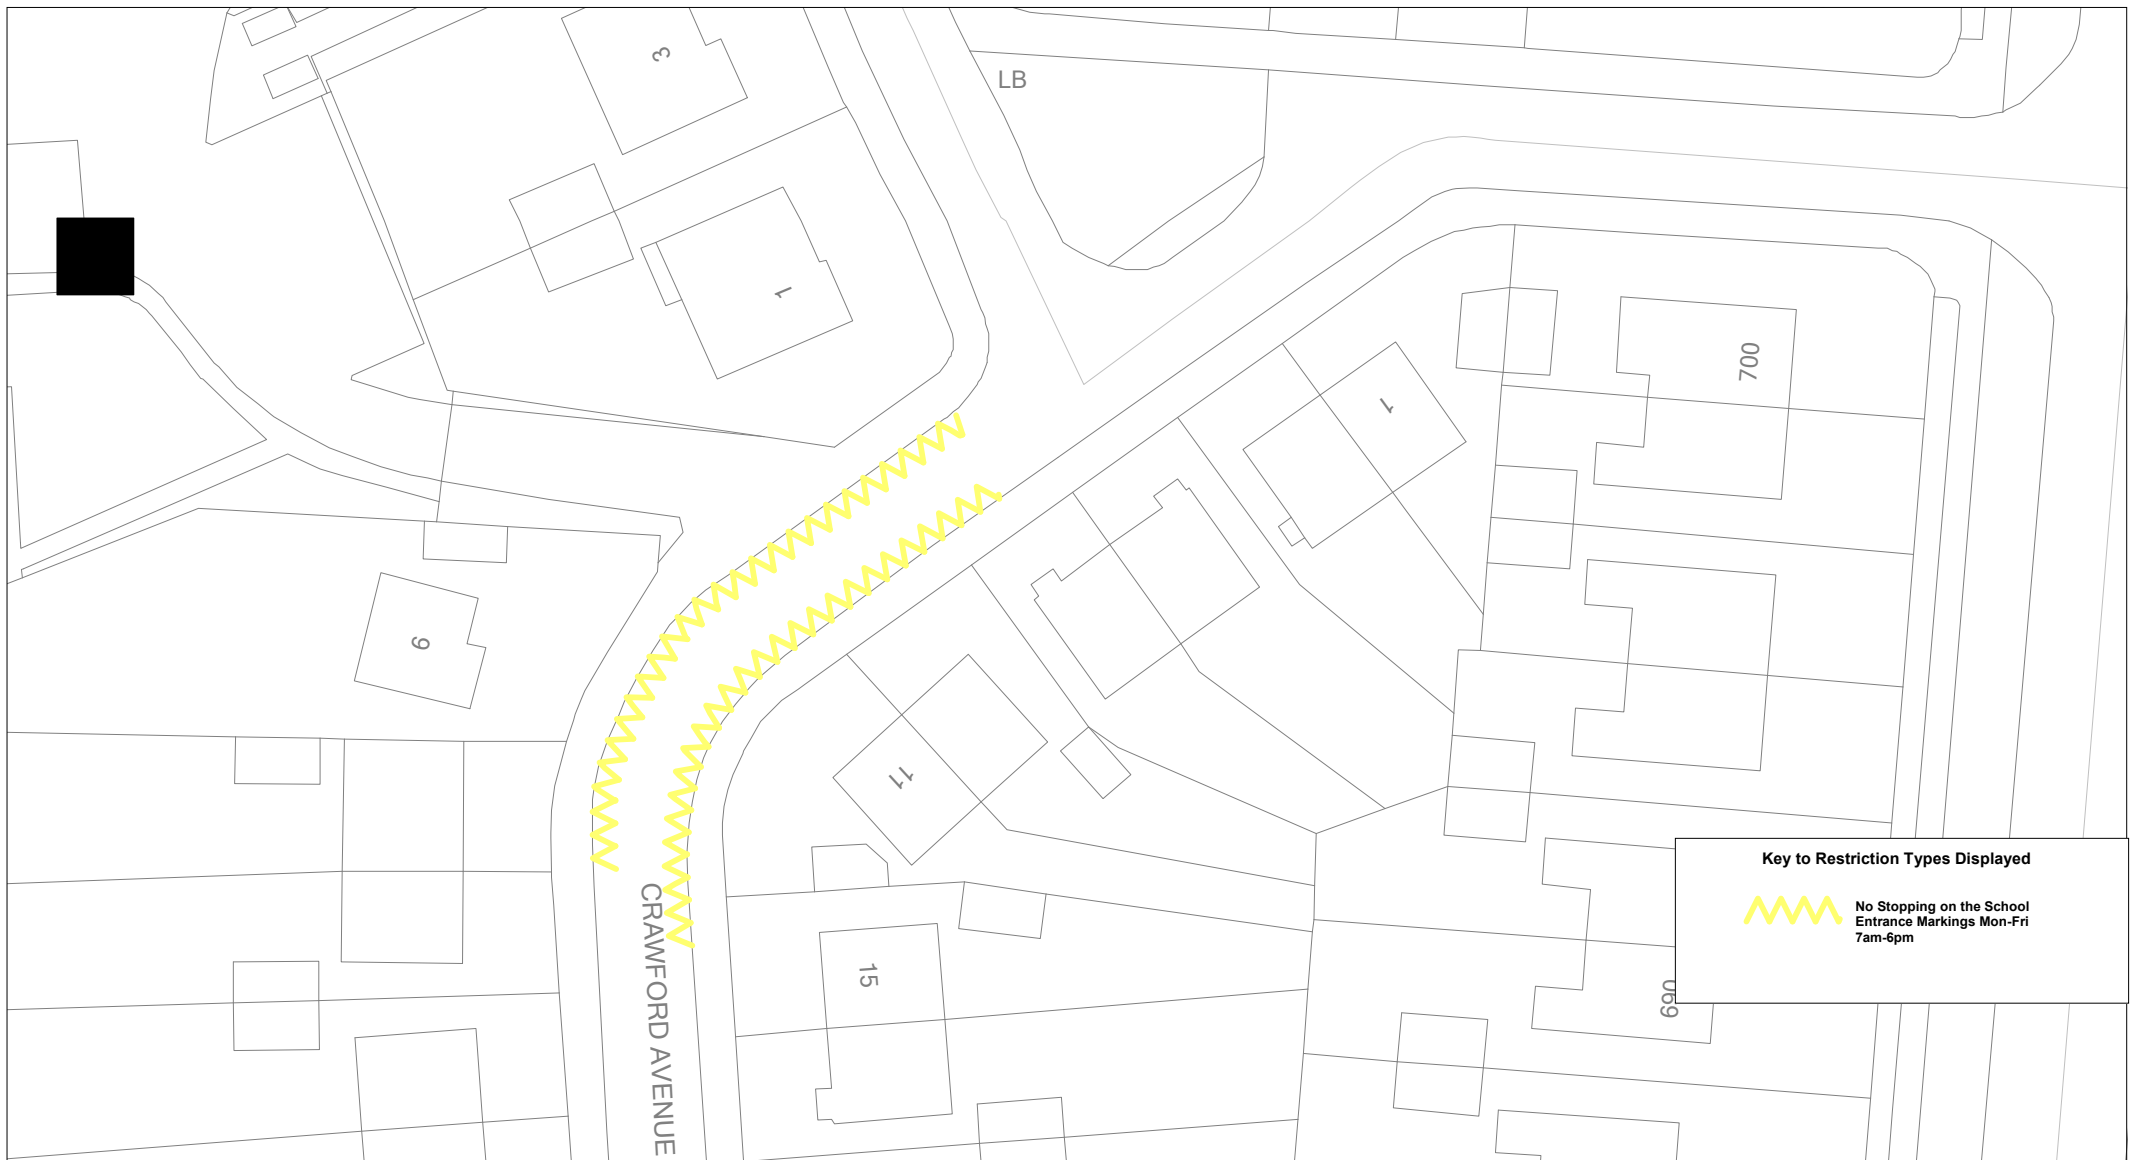 3
LB
1
700
1
9
11
Key to Restriction Types Displayed
No Stopping on the School
Entrance Markings Mon-Fri
7am-6pm
15
690
CRAWFORD AVENUE